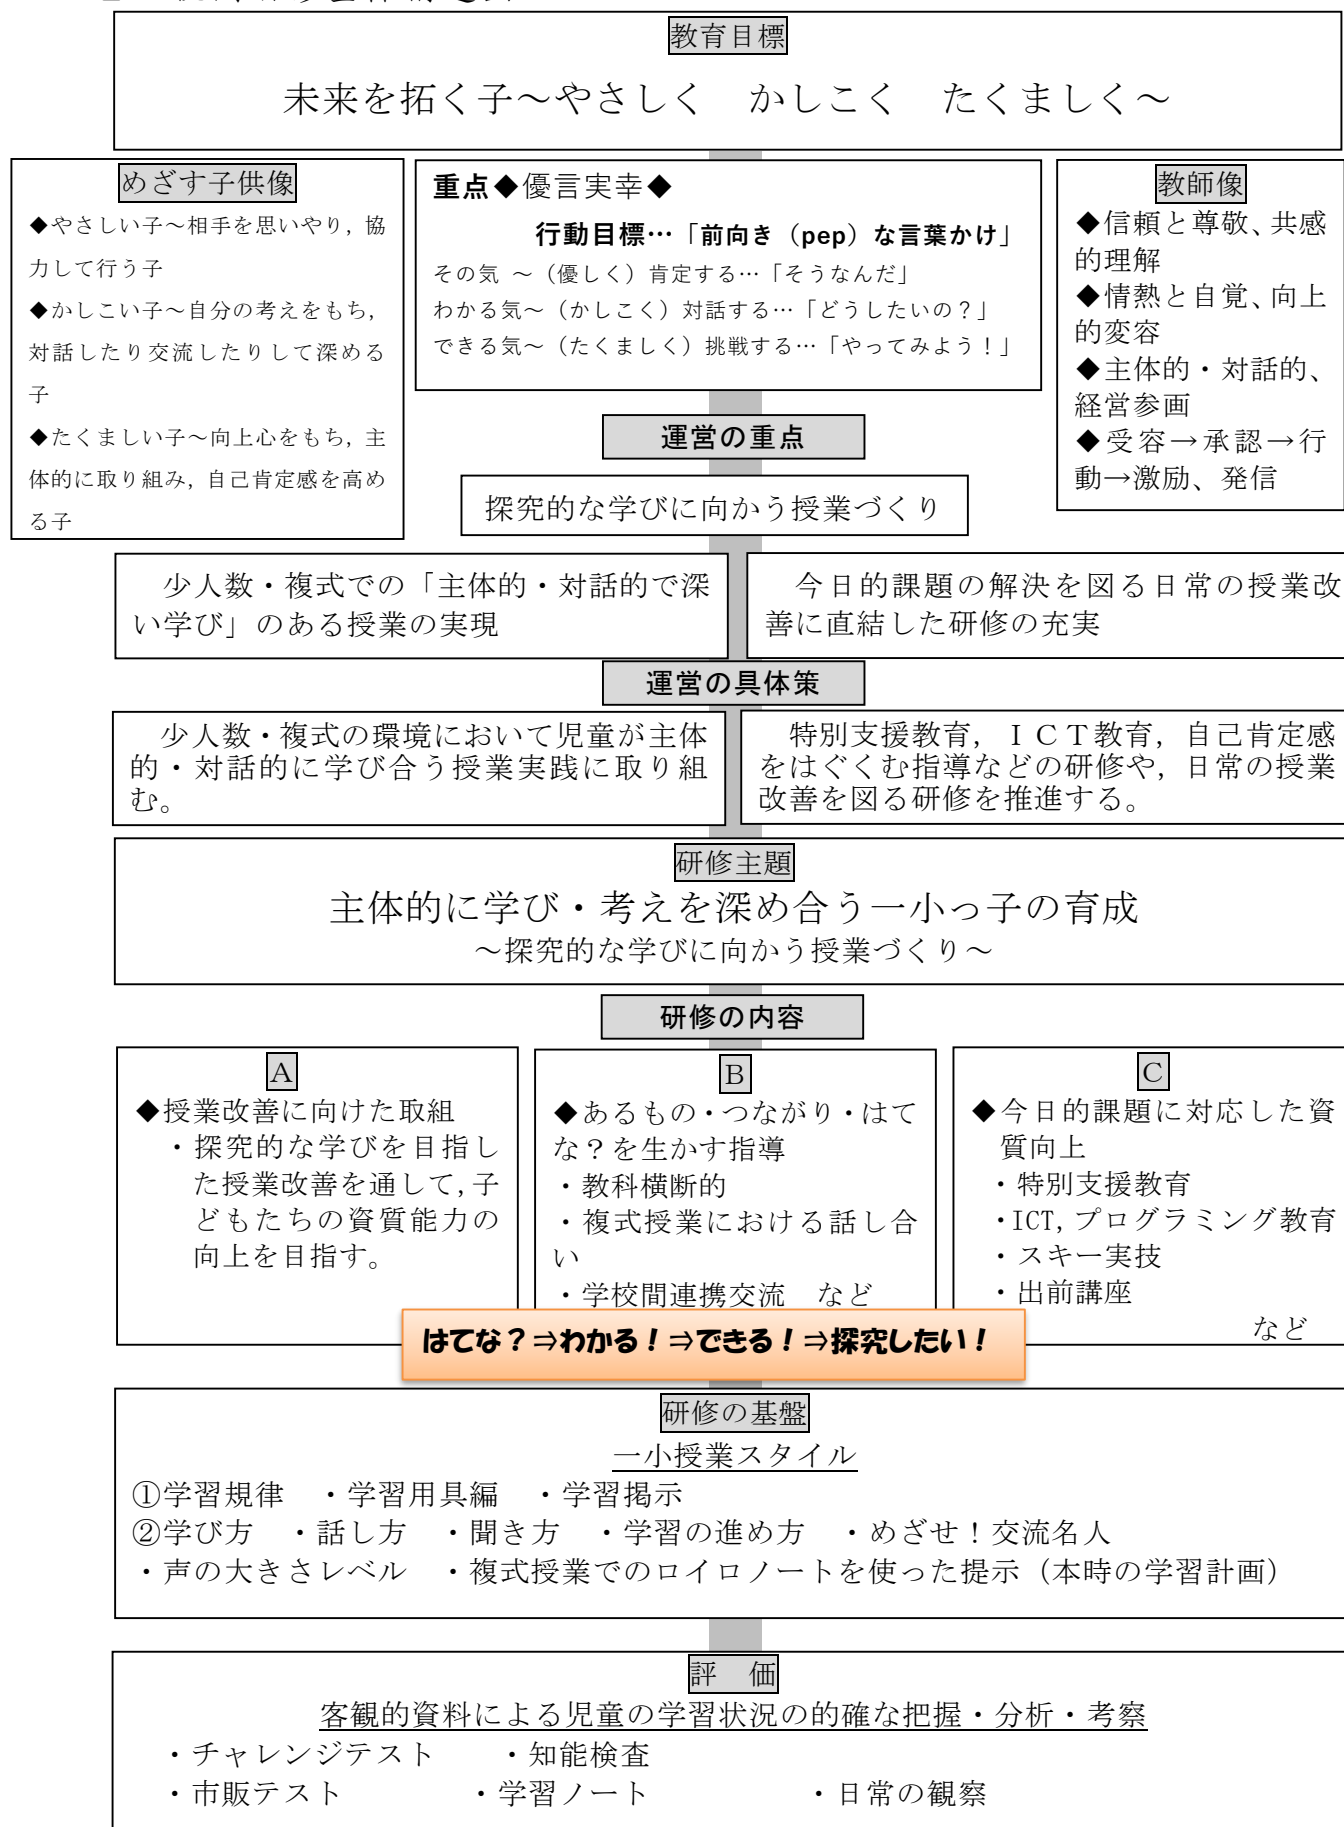 教育目標
未来を拓く子～やさしく　かしこく　たくましく～
めざす子供像
◆やさしい子～相手を思いやり，協
力して行う子
◆かしこい子～自分の考えをもち，
対話したり交流したりして深める
子
◆たくましい子～向上心をもち，主
体的に取り組み，自己肯定感を高め
る子
重点◆優言実幸◆
行動目標…「前向き（pep）な言葉かけ」
その気　～（優しく）肯定する…「そうなんだ」
わかる気～（かしこく）対話する…「どうしたいの？」
できる気～（たくましく）挑戦する…「やってみよう！」
教師像
◆信頼と尊敬、共感
的理解
◆情熱と自覚、向上
的変容
◆主体的・対話的、
経営参画
◆受容→承認→行
動→激励、発信
運営の重点
探究的な学びに向かう授業づくり
少人数・複式での「主体的・対話的で深
い学び」のある授業の実現
今日的課題の解決を図る日常の授業改
善に直結した研修の充実
運営の具体策
少人数・複式の環境において児童が主体
的・対話的に学び合う授業実践に取り組
む。
特別支援教育，ＩＣＴ教育，自己肯定感
をはぐくむ指導などの研修や，日常の授業
改善を図る研修を推進する。
研修主題
主体的に学び・考えを深め合う一小っ子の育成
～探究的な学びに向かう授業づくり～
研修の内容
A
◆授業改善に向けた取組
・探究的な学びを目指し
た授業改善を通して，子
どもたちの資質能力の
向上を目指す。
B
◆あるもの・つながり・はて
な？を生かす指導
・教科横断的
・複式授業における話し合
い
・学校間連携交流　など
C
◆今日的課題に対応した資
質向上
・特別支援教育
・ICT，プログラミング教育
・スキー実技
・出前講座
など
はてな？⇒わかる！⇒できる！⇒探究したい！
研修の基盤
一小授業スタイル
①学習規律　・学習用具編　・学習掲示
②学び方　・話し方　・聞き方　・学習の進め方　・めざせ！交流名人
・声の大きさレベル　・複式授業でのロイロノートを使った提示（本時の学習計画）
評　価
客観的資料による児童の学習状況の的確な把握・分析・考察
・チャレンジテスト　　・知能検査
・市販テスト　　　　・学習ノート　　　　　・日常の観察